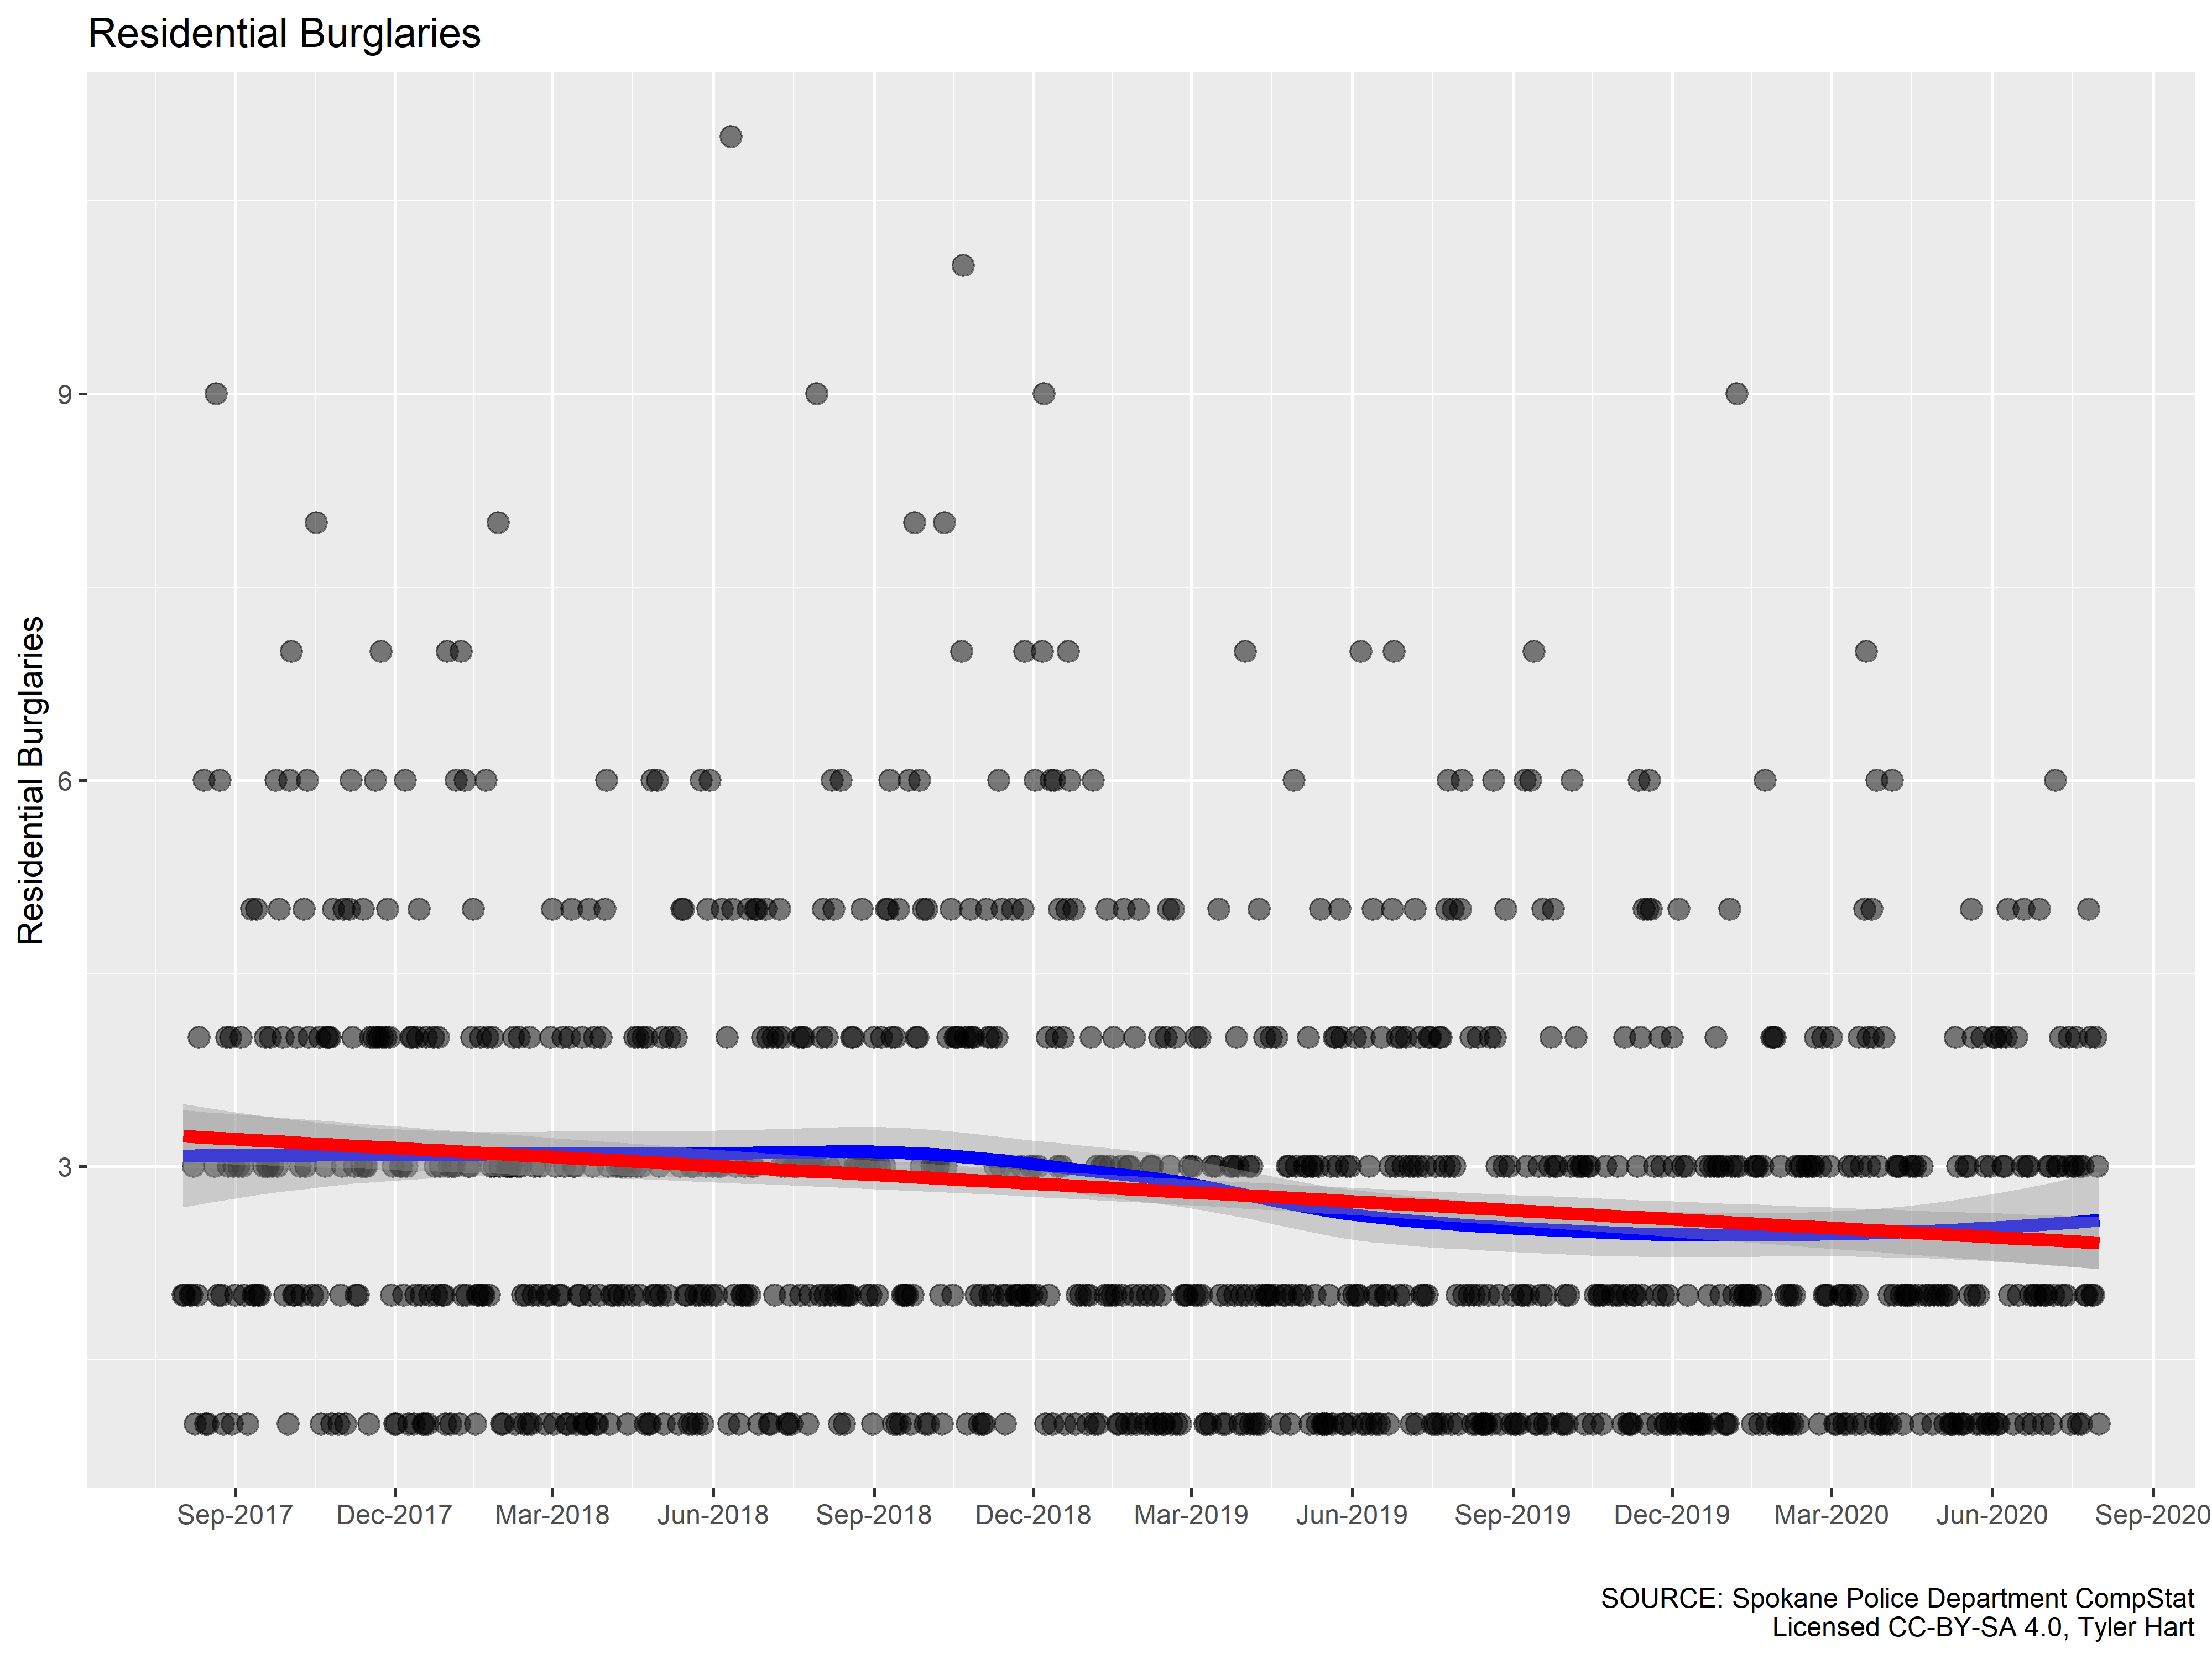 Residential Burglaries
Residential Burglaries
9
6
3
Sep-2017 Dec-2017 Mar-2018 Jun-2018 Sep-2018 Dec-2018 Mar-2019 Jun-2019 Sep-2019 Dec-2019 Mar-2020 Jun-2020 Sep-2020
SOURCE: Spokane Police Department CompStat
Licensed CC-BY-SA 4.0, Tyler Hart